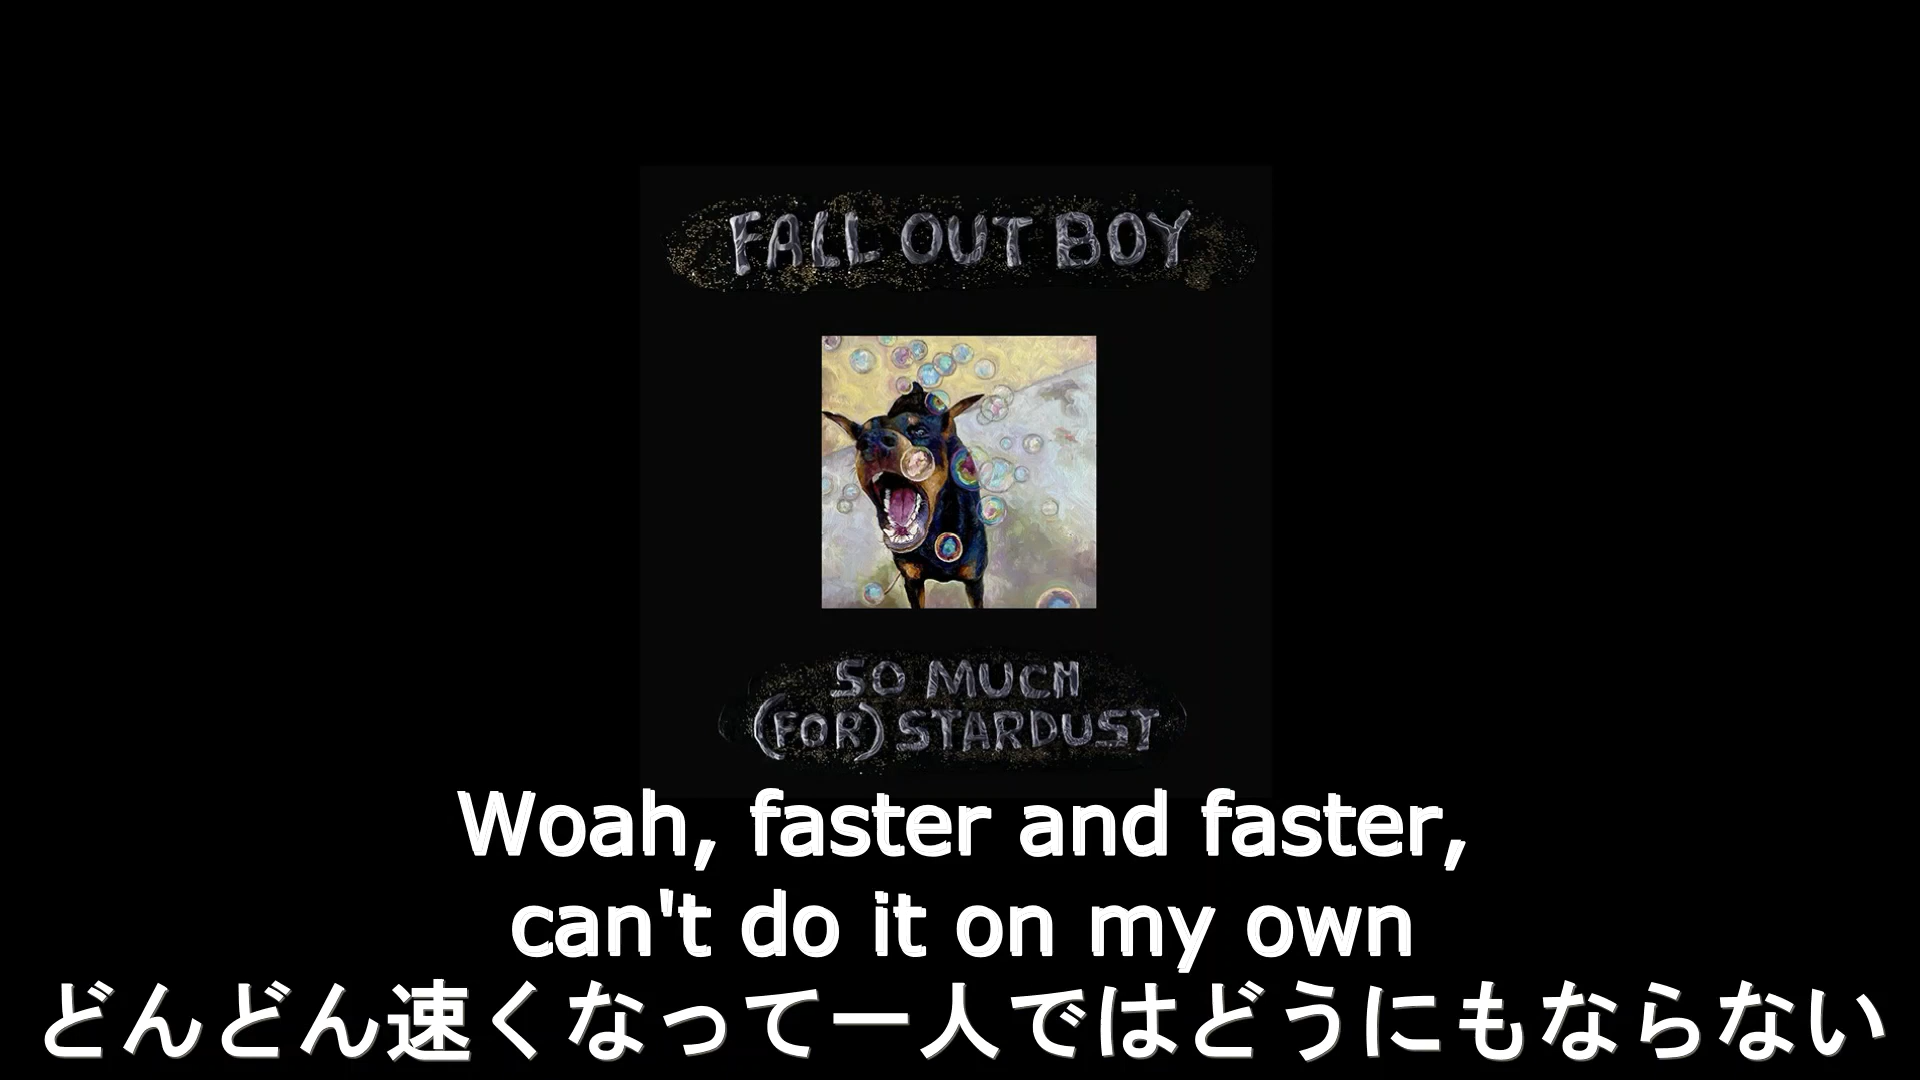 FALL OUT BOY
SO MUCH
(FOR) STARDUST
Woah, faster and faster,
can't do it on my own
どんどん速くなって一人ではどうにもならない